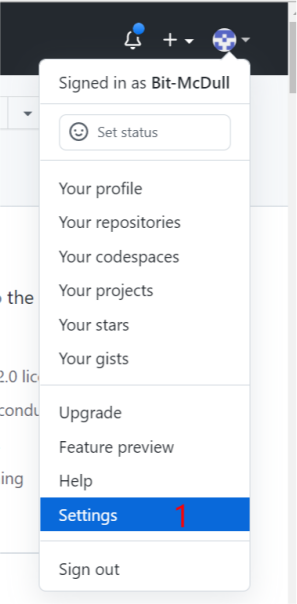 Signed in as Bit-McDull
Set status
Your profile
Your repositories
Your codespaces
Your projects
the
Your stars
Your gists
2.0 lic
Upgrade
condu
Feature preview
ing
Help
Settings 1
Sign out